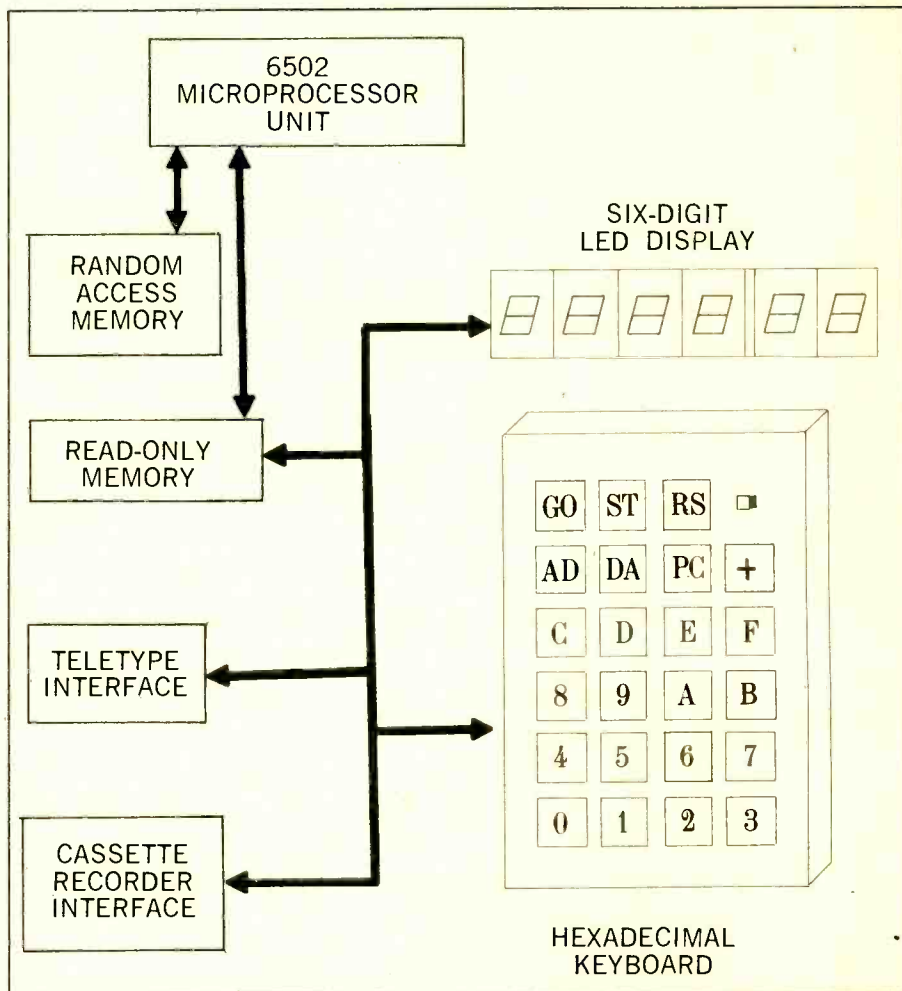 6502
MICROPROCESSOR
UNIT
RANDOM
ACCESS
MEMORY
SIX-DIGIT
LED DISPLAY
READ-ONLY
MEMORY
GO ST RS
AD DA PC +
C D E F
8 9 A B
4 5 6 7
0 1 2 3
TELETYPE
INTERFACE
CASSETTE
RECORDER
INTERFACE
HEXADECIMAL
KEYBOARD